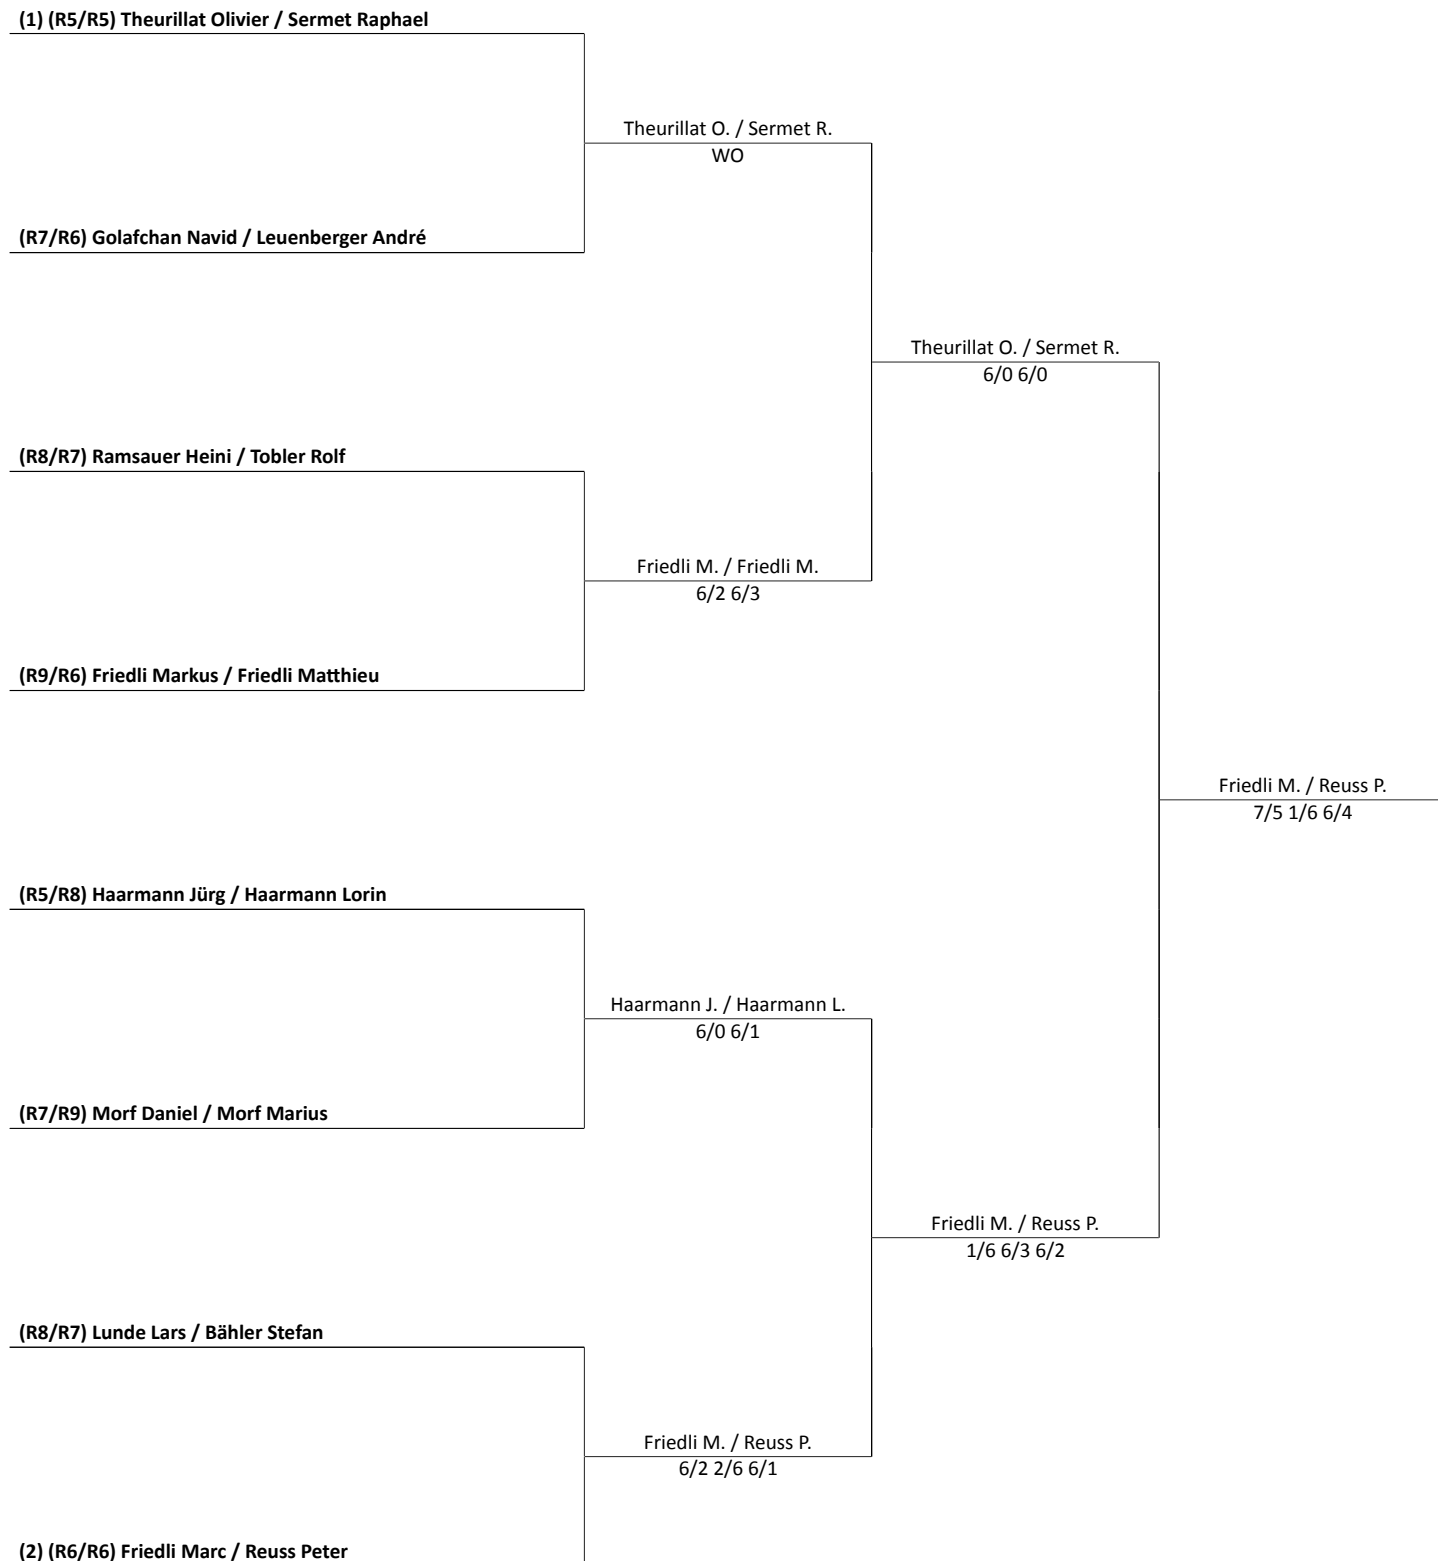 (1) (R5/R5) Theurillat Olivier / Sermet Raphael
Theurillat O. / Sermet R.
WO
(R7/R6) Golafchan Navid / Leuenberger André
Theurillat O. / Sermet R.
6/0 6/0
(R8/R7) Ramsauer Heini / Tobler Rolf
Friedli M. / Friedli M.
6/2 6/3
(R9/R6) Friedli Markus / Friedli Matthieu
Friedli M. / Reuss P.
7/5 1/6 6/4
(R5/R8) Haarmann Jürg / Haarmann Lorin
Haarmann J. / Haarmann L.
6/0 6/1
(R7/R9) Morf Daniel / Morf Marius
Friedli M. / Reuss P.
1/6 6/3 6/2
(R8/R7) Lunde Lars / Bähler Stefan
Friedli M. / Reuss P.
6/2 2/6 6/1
(2) (R6/R6) Friedli Marc / Reuss Peter